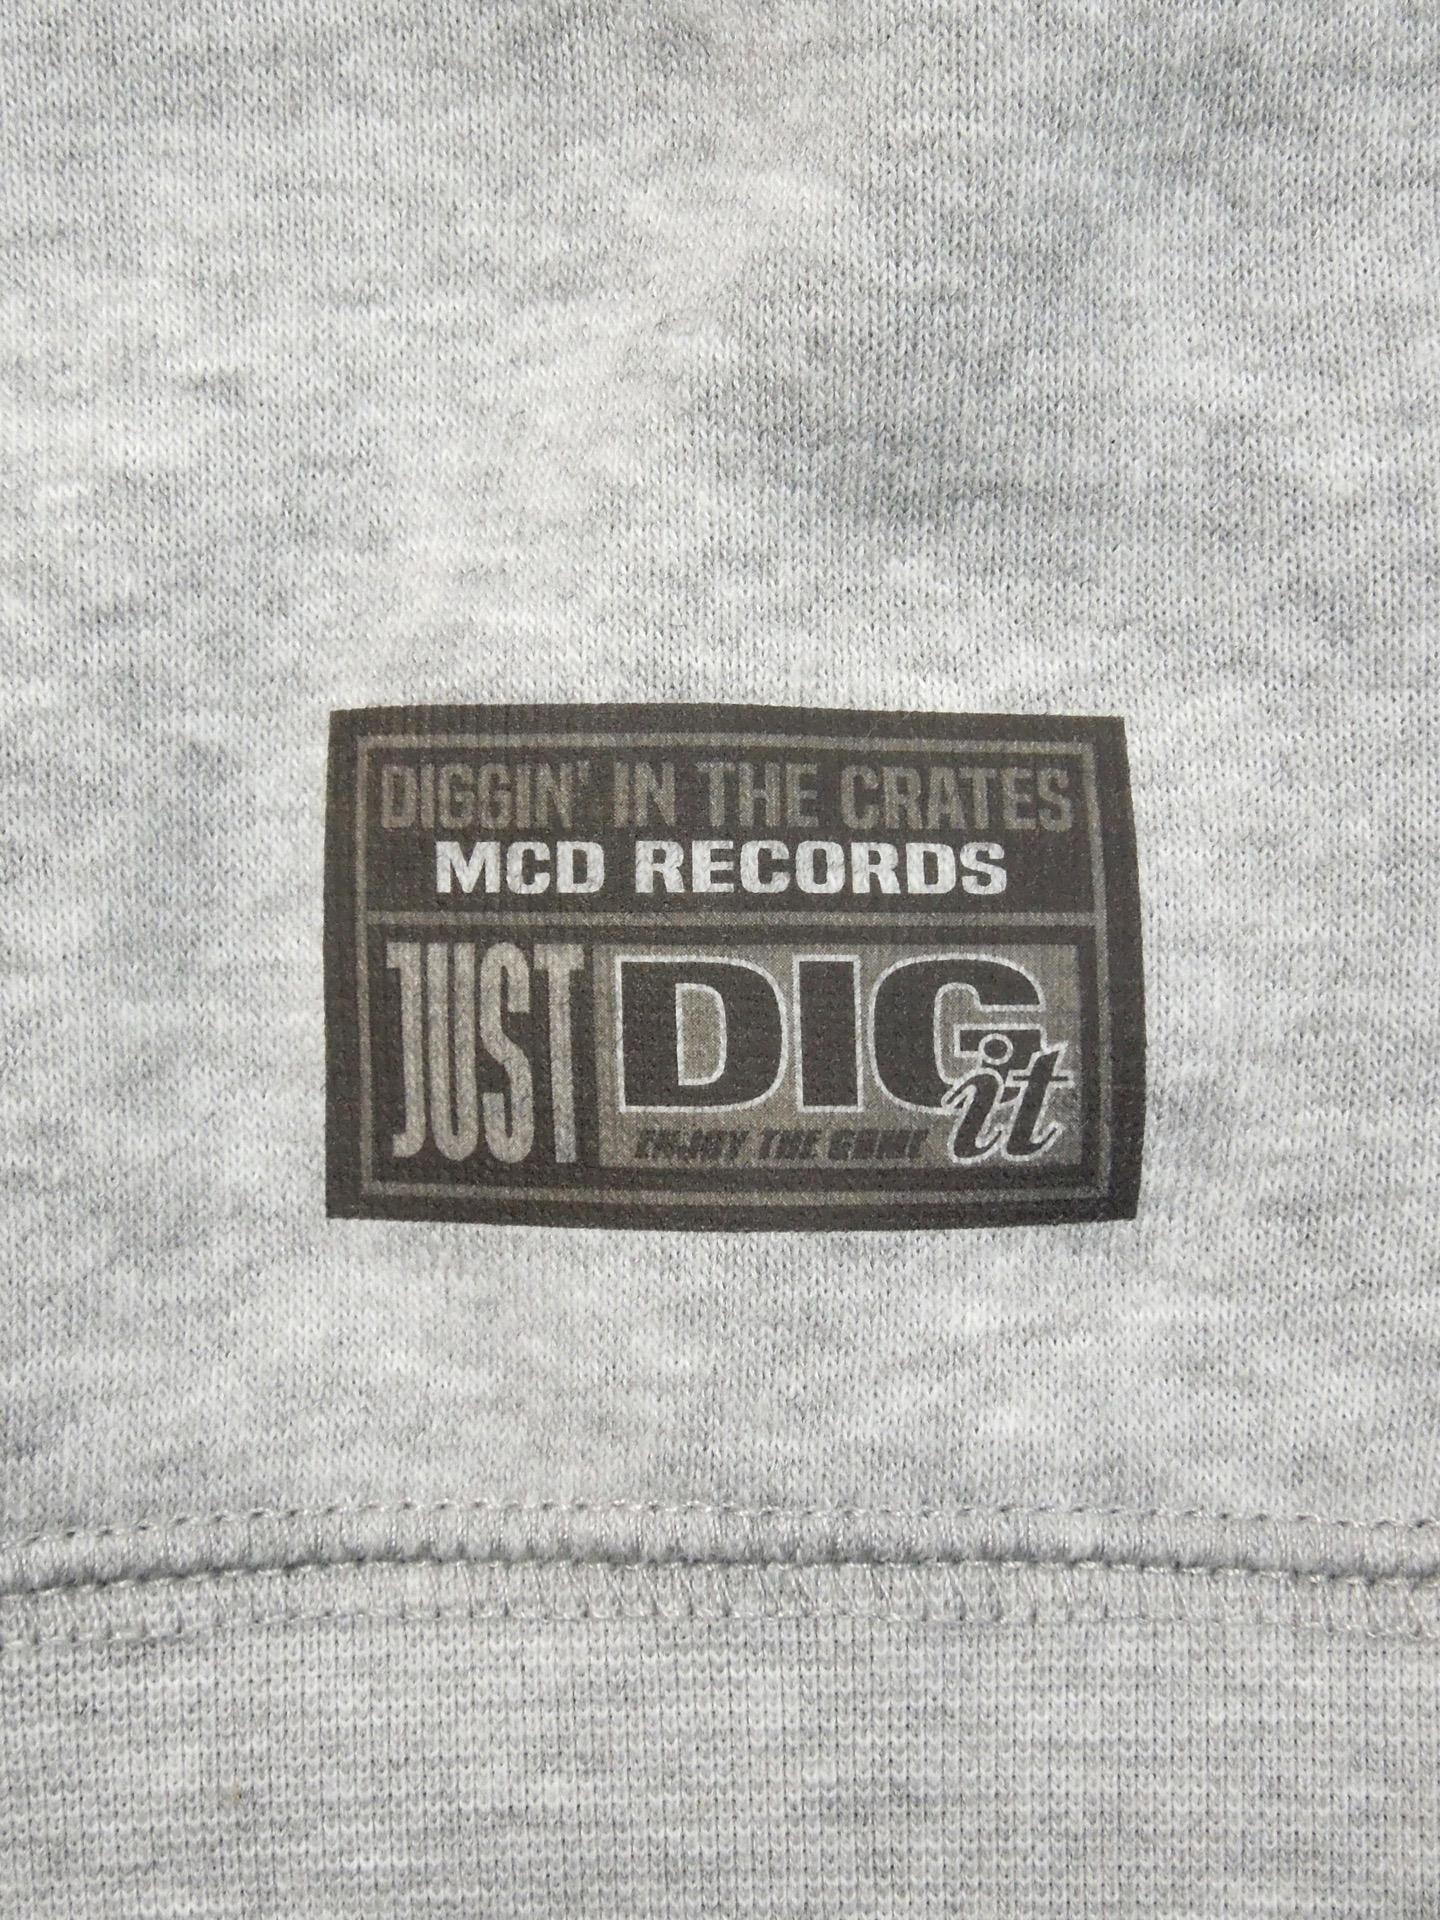 DIGGIN' IN THE CRATES
MCD RECORDS
JUST DIG it
ENJOY THE GAME